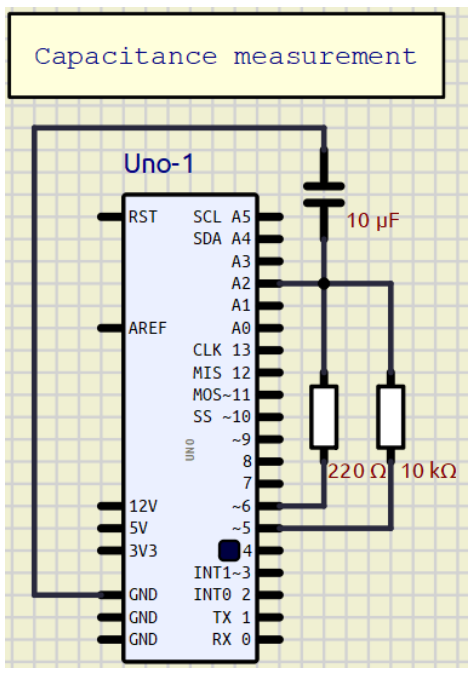 Capacitance measurement
Uno-1
10 µF
RST
SCL A5
SDA A4
A3
A2
A1
AREF
A0
CLK 13
MIS 12
MOS~11
SS ~10
~9
UNO
8
7
220 Ω
10 kΩ
12V
~6
5V
~5
3V3
4
INT1~3
GND
INT0 2
GND
TX 1
GND
RX 0